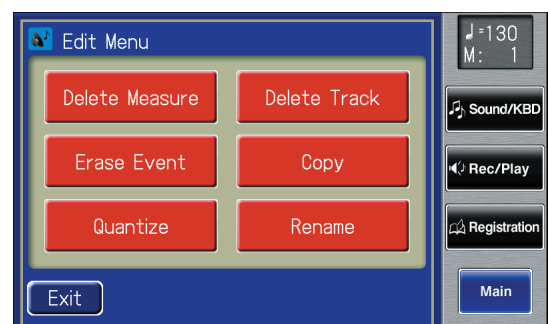 Edit Menu
Delete Measure
Delete Track
Erase Event
Copy
Quantize
Rename
Exit
♩=130
M: 1
Sound/KBD
Rec/Play
Registration
Main